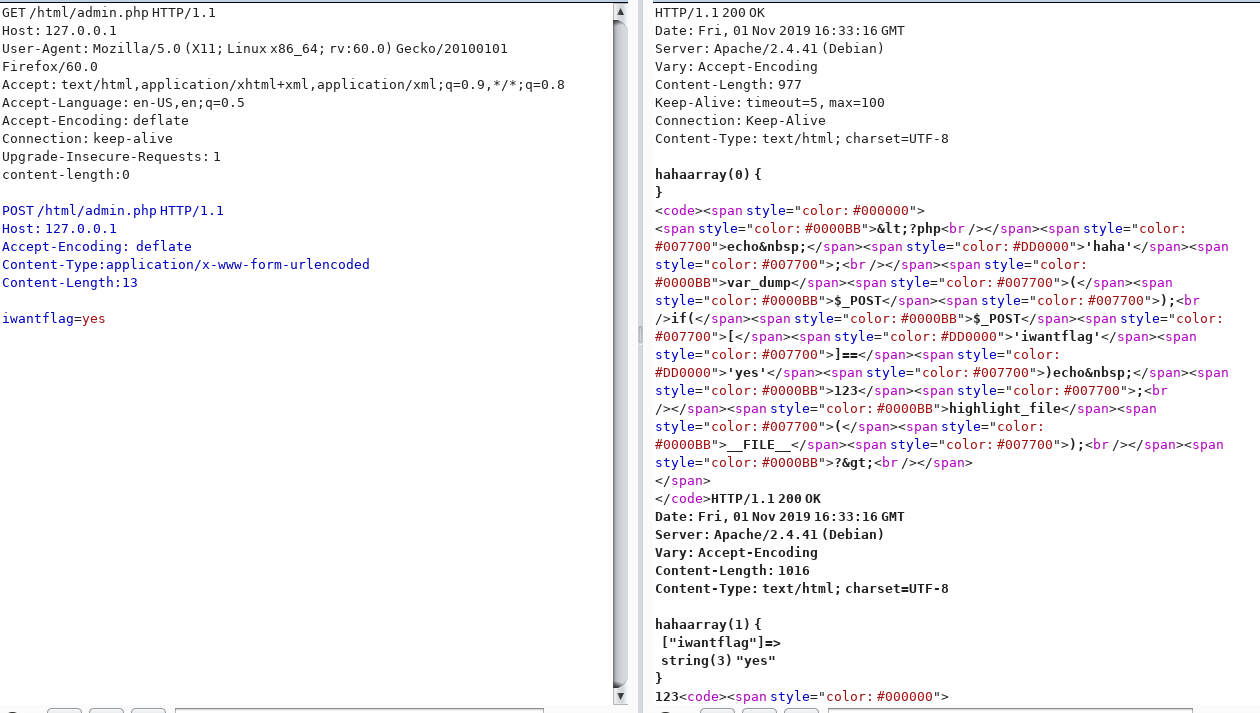 GET /html/admin.php HTTP/1.1
Host: 127.0.0.1
User-Agent: Mozilla/5.0 (X11; Linux x86_64; rv:60.0) Gecko/20100101
Firefox/60.0
Accept: text/html,application/xhtml+xml,application/xml;q=0.9,*/*;q=0.8
Accept-Language: en-US,en;q=0.5
Accept-Encoding: deflate
Connection: keep-alive
Upgrade-Insecure-Requests: 1
content-length:0
POST /html/admin.php HTTP/1.1
Host: 127.0.0.1
Accept-Encoding: deflate
Content-Type:application/x-www-form-urlencoded
Content-Length:13
iwantflag=yes
HTTP/1.1 200 OK
Date: Fri, 01 Nov 2019 16:33:16 GMT
Server: Apache/2.4.41 (Debian)
Vary: Accept-Encoding
Content-Length: 977
Keep-Alive: timeout=5, max=100
Connection: Keep-Alive
Content-Type: text/html; charset=UTF-8
hahaarray(0) {
}
<code><span style="color: #000000">
<span style="color: #0000BB">&lt;?php<br /></span><span style="color:
#007700">echo&nbsp;</span><span style="color: #DD0000">'haha'</span><span
style="color: #007700">;<br /></span><span style="color:
#0000BB">var_dump</span><span style="color: #007700">(</span><span
style="color: #0000BB">$_POST</span><span style="color: #007700">);<br
/>if(</span><span style="color: #0000BB">$_POST</span><span style="color:
#007700">[</span><span style="color: #DD0000">'iwantflag'</span><span
style="color: #007700">]==</span><span style="color:
#DD0000">'yes'</span><span style="color: #007700">)echo&nbsp;</span><span
style="color: #0000BB">123</span><span style="color: #007700">;<br
/></span><span style="color: #0000BB">highlight_file</span><span
style="color: #007700">(</span><span style="color:
#0000BB">__FILE__</span><span style="color: #007700">);<br /></span><span
style="color: #0000BB">?&gt;<br /></span>
</span>
</code>HTTP/1.1 200 OK
Date: Fri, 01 Nov 2019 16:33:16 GMT
Server: Apache/2.4.41 (Debian)
Vary: Accept-Encoding
Content-Length: 1016
Content-Type: text/html; charset=UTF-8
hahaarray(1) {
["iwantflag"]=>
string(3) "yes"
}
123<code><span style="color: #000000">